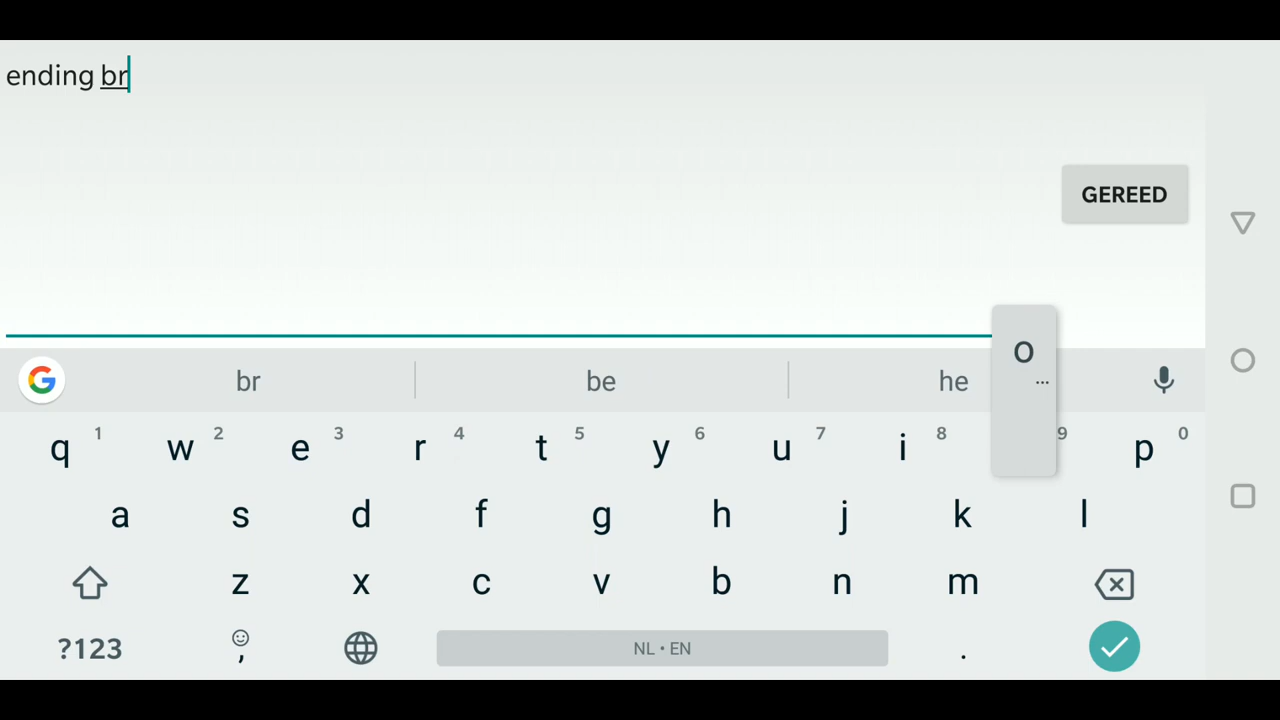 ending br
GEREED
br be he
o
...
q 1 w 2 e 3 r 4 t 5 y 6 u 7 i 8 9 p 0
a s d f g h j k l
z x c v b n m
?123 , NL • EN .